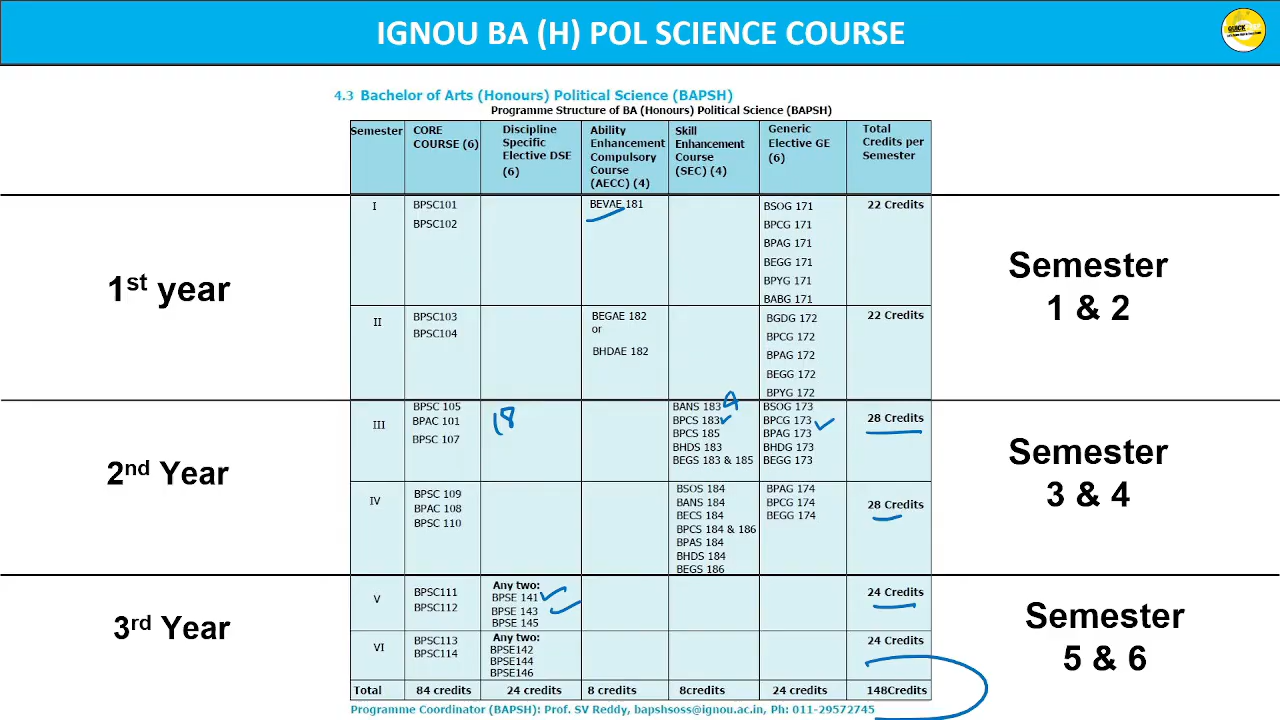 IGNOU BA (H) POL SCIENCE COURSE
QUICK
4.3 Bachelor of Arts (Honours) Political Science (BAPSH)
Programme Structure of BA (Honours) Political Science (BAPSH)
Semester
CORE
COURSE (6)
Discipline
Specific
Elective DSE
(6)
Ability
Enhancement
Compulsory
Course
(AECC) (4)
Skill
Enhancement
Course
(SEC) (4)
Generic
Elective GE
(6)
Total
Credits per
Semester
1st year
I
BPSC101
BPSC102
BEVAE 181
BSOG 171
BPCG 171
BPAG 171
BEGG 171
BPYG 171
BABG 171
22 Credits
Semester
1 & 2
II
BPSC103
BPSC104
BEGAE 182
or
BHDAE 182
BGDG 172
BPCG 172
BPAG 172
BEGG 172
BPYG 172
22 Credits
2nd Year
III
BPSC 105
BPAC 101
BPSC 107
18
BANS 183
BPCS 183
BPCS 185
BHDS 183
BEGS 183 & 185
BSOG 173
BPCG 173
BPAG 173
BHDG 173
BEGG 173
28 Credits
Semester
3 & 4
IV
BPSC 109
BPAC 108
BPSC 110
BSOS 184
BANS 184
BECS 184
BPCS 184 & 186
BPAS 184
BHDS 184
BEGS 186
BPAG 174
BPCG 174
BEGG 174
28 Credits
3rd Year
V
BPSC111
BPSC112
Any two:
BPSE 141
BPSE 143
BPSE 145
24 Credits
Semester
5 & 6
VI
BPSC113
BPSC114
Any two:
BPSE142
BPSE144
BPSE146
24 Credits
Total
84 credits
24 credits
8 credits
8credits
24 credits
148Credits
Programme Coordinator (BAPSH): Prof. SV Reddy, bapshsoss@ignou.ac.in, Ph: 011-29572745